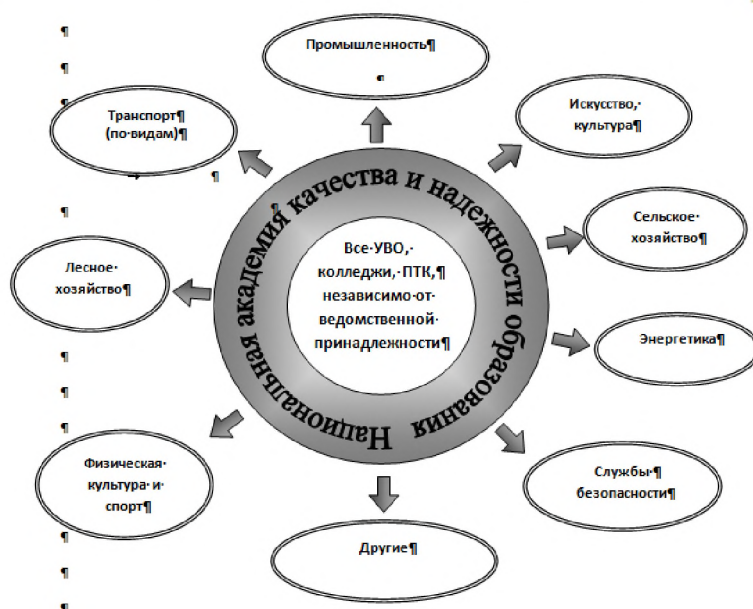 Промышленность¶
¶
Транспорт¶
(по·видам)¶
Искусство,·
культура¶
Сельское·
хозяйство¶
Лесное·
хозяйство¶
Национальная академия качества и надежности образования
Все·УВО,·
колледжи,·ПТК,¶
независимо·от·
ведомственной·
принадлежности¶
Энергетика¶
Физическая·
культура·и·
спорт¶
Службы·¶
безопасности¶
Другие¶